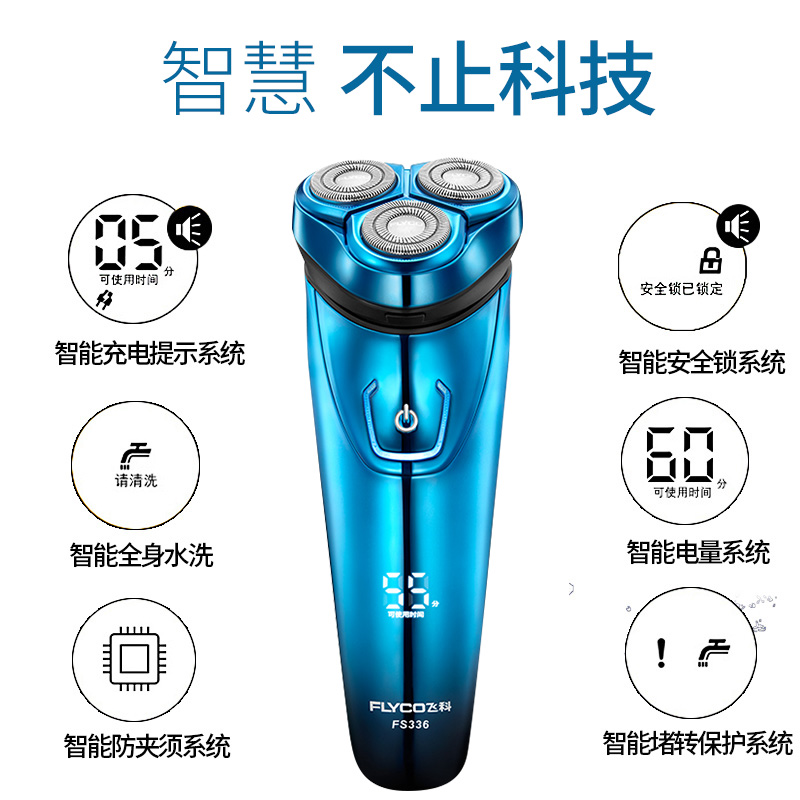 智慧 不止科技
05
分
可使用时间
智能充电提示系统
安全锁已锁定
智能安全锁系统
请清洗
智能全身水洗
60
分
可使用时间
智能电量系统
55
分
可使用时间
智能防夹须系统
!
智能堵转保护系统
FLYCO飞科
FS336